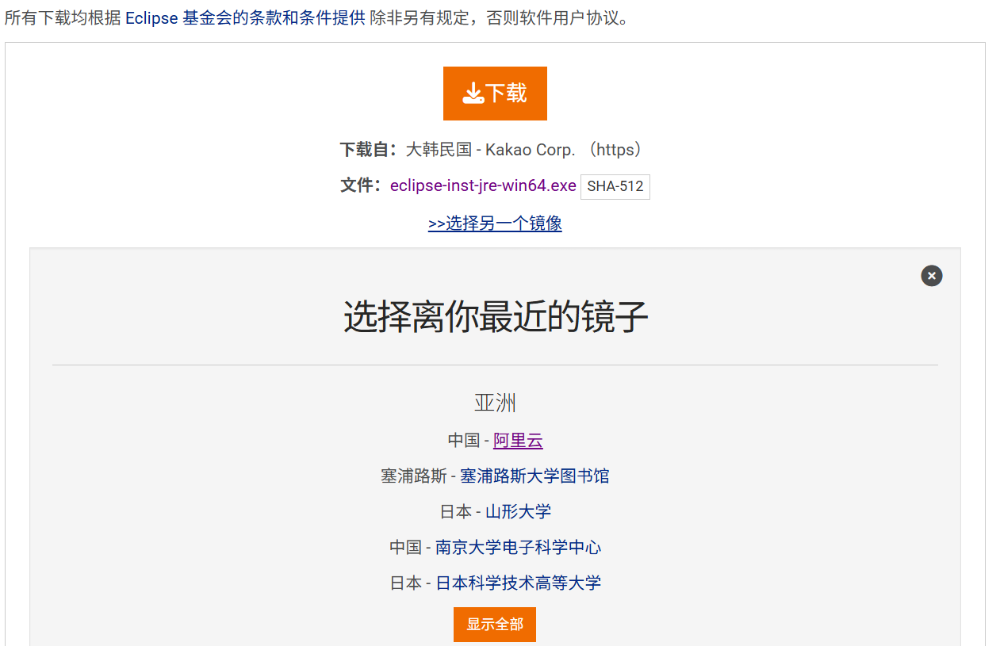 所有下载均根据 Eclipse 基金会的条款和条件提供 除非另有规定，否则软件用户协议。
下载
下载自：大韩民国 - Kakao Corp. （https）
文件：eclipse-inst-jre-win64.exe SHA-512
>>选择另一个镜像
选择离你最近的镜子
亚洲
中国 - 阿里云
塞浦路斯 - 塞浦路斯大学图书馆
日本 - 山形大学
中国 - 南京大学电子科学中心
日本 - 日本科学技术高等大学
显示全部